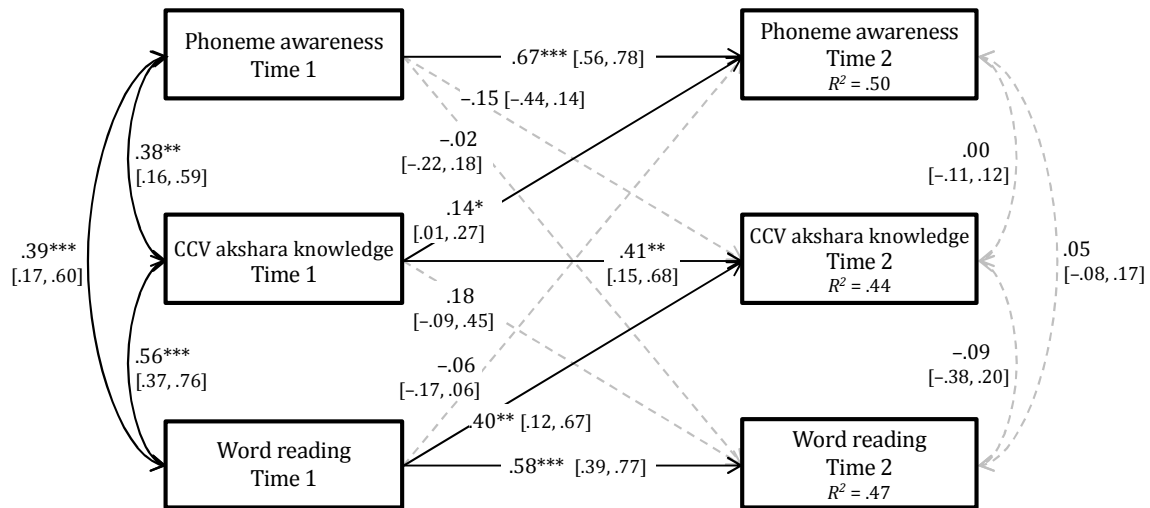 Phoneme awareness
Time 1
Phoneme awareness
Time 2
R² = .50
.67*** [.56, .78]
–.15 [–.44, .14]
–.02
[–.22, .18]
.38**
[.16, .59]
.00
[–.11, .12]
.14*
[.01, .27]
CCV akshara knowledge
Time 1
.41**
[.15, .68]
CCV akshara knowledge
Time 2
R² = .44
.39***
[.17, .60]
.05
[–.08, .17]
.18
[–.09, .45]
.56***
[.37, .76]
–.06
[–.17, .06]
–.09
[–.38, .20]
.40** [.12, .67]
Word reading
Time 1
.58*** [.39, .77]
Word reading
Time 2
R² = .47